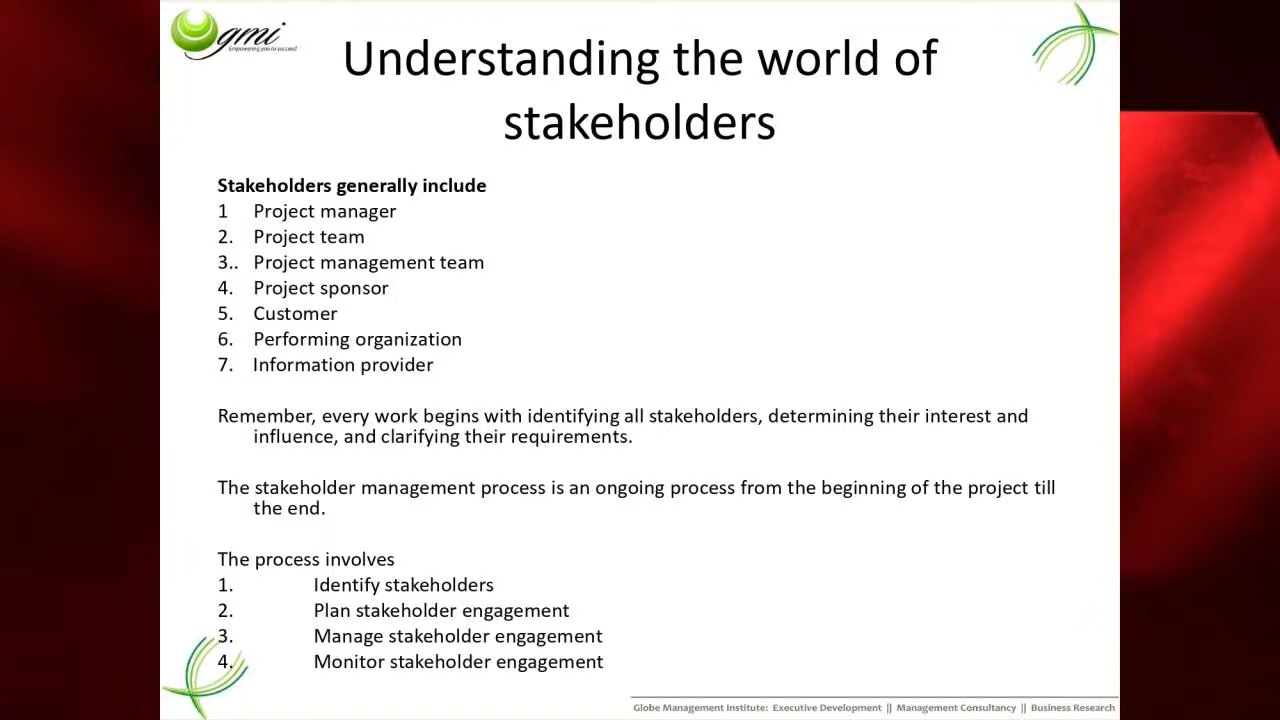 gmi
Empowering you to succeed
Understanding the world of
stakeholders
Stakeholders generally include
1 Project manager
2. Project team
3.. Project management team
4. Project sponsor
5. Customer
6. Performing organization
7. Information provider
Remember, every work begins with identifying all stakeholders, determining their interest and
influence, and clarifying their requirements.
The stakeholder management process is an ongoing process from the beginning of the project till
the end.
The process involves
1. Identify stakeholders
2. Plan stakeholder engagement
3. Manage stakeholder engagement
4. Monitor stakeholder engagement
Globe Management Institute: Executive Development || Management Consultancy || Business Research